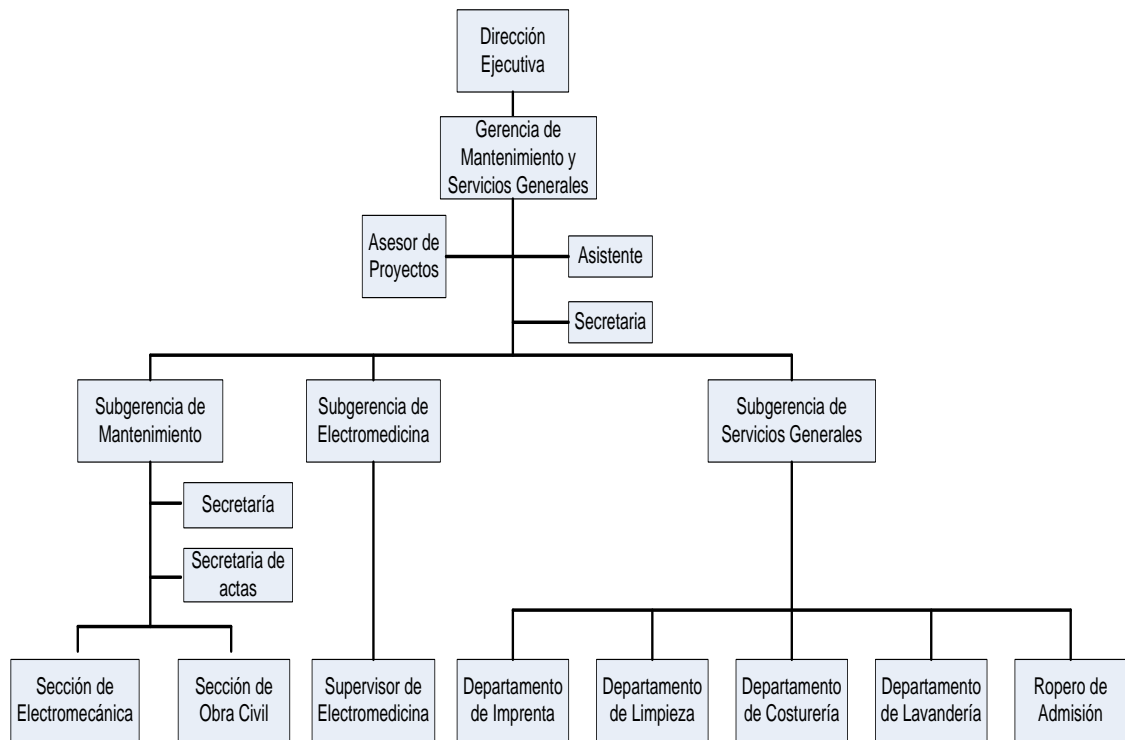 Dirección
Ejecutiva
Gerencia de
Mantenimiento y
Servicios Generales
Asesor de
Proyectos
Asistente
Secretaria
Subgerencia de
Mantenimiento
Subgerencia de
Electromedicina
Subgerencia de
Servicios Generales
Secretaría
Secretaria de
actas
Sección de
Electromecánica
Sección de
Obra Civil
Supervisor de
Electromedicina
Departamento
de Imprenta
Departamento
de Limpieza
Departamento
de Costurería
Departamento
de Lavandería
Ropero de
Admisión